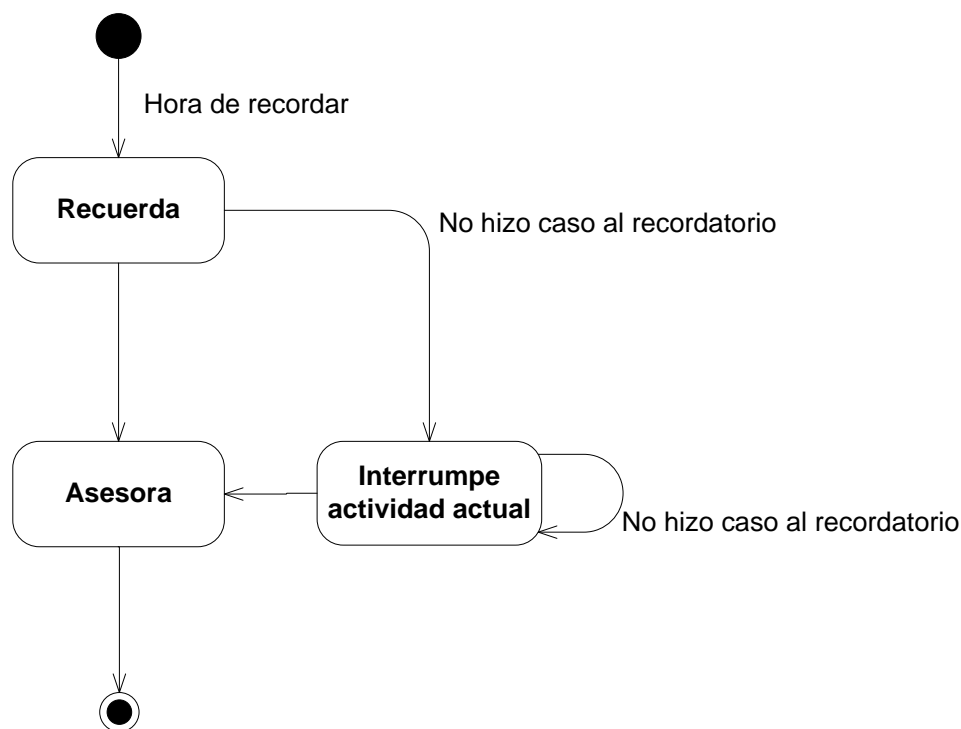 Hora de recordar
Recuerda
No hizo caso al recordatorio
Asesora
Interrumpe
actividad actual
No hizo caso al recordatorio